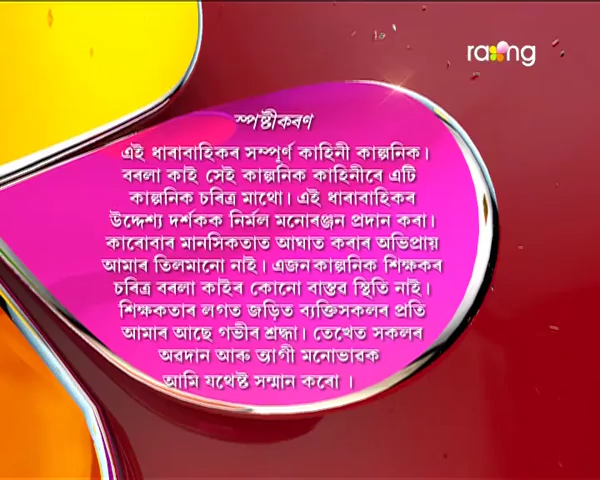 rang
স্পষ্টীকৰণ
এই ধাৰাবাহিকৰ সম্পূৰ্ণ কাহিনী কাল্পনিক।
বৰলা কাই সেই কাল্পনিক কাহিনীৰে এটি
কাল্পনিক চৰিত্ৰ মাথো। এই ধাৰাবাহিকৰ
উদ্দেশ্য দৰ্শকক নিৰ্মল মনোৰঞ্জন প্ৰদান কৰা।
কাৰোবাৰ মানসিকতাত আঘাত কৰাৰ অভিপ্ৰায়
আমাৰ তিলমানো নাই। এজন কাল্পনিক শিক্ষকৰ
চৰিত্ৰ বৰলা কাইৰ কোনো বাস্তৱ স্থিতি নাই।
শিক্ষকতাৰ লগত জড়িত ব্যক্তিসকলৰ প্ৰতি
আমাৰ আছে গভীৰ শ্ৰদ্ধা। তেখেত সকলৰ
অৱদান আৰু ত্যাগী মনোভাৱক
আমি যথেষ্ট সন্মান কৰো ।